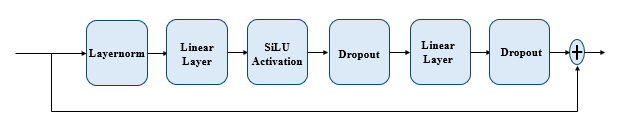 Layernorm
Linear
Layer
SiLU
Activation
Dropout
Linear
Layer
Dropout
+